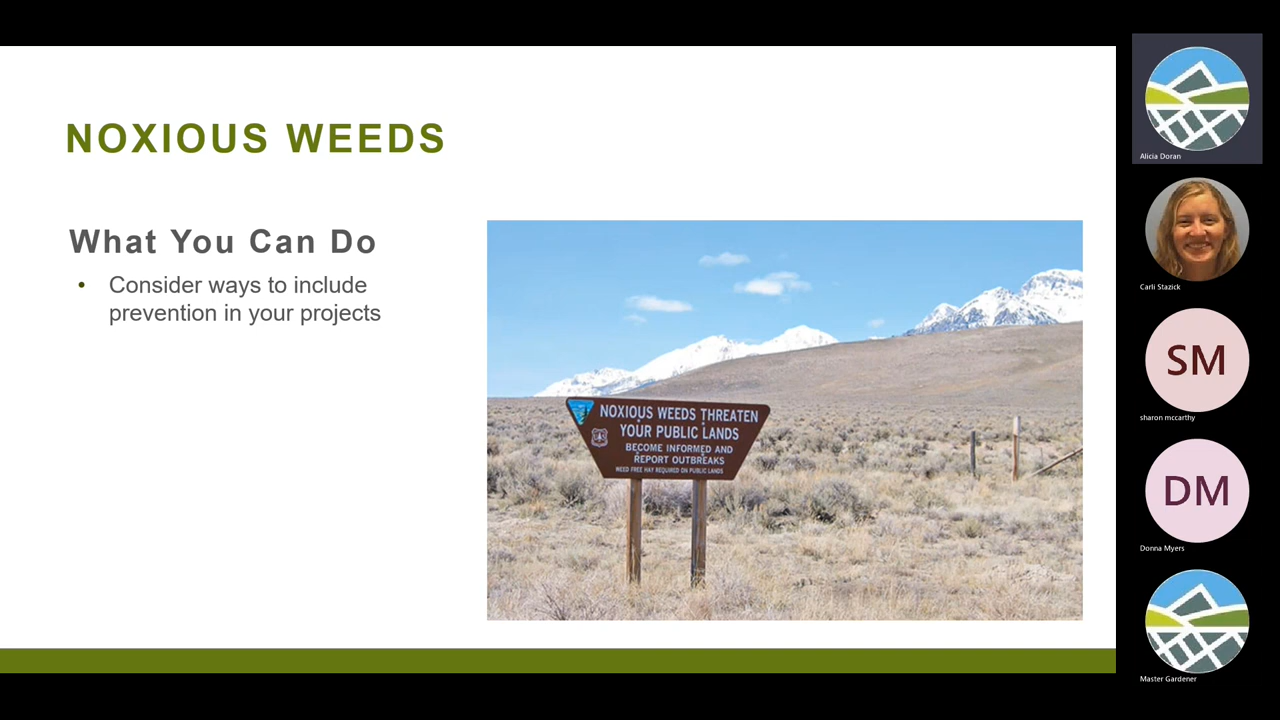 NOXIOUS WEEDS
What You Can Do
• Consider ways to include
prevention in your projects
NOXIOUS WEEDS THREATEN
YOUR PUBLIC LANDS
BECOME INFORMED AND
REPORT OUTBREAKS
WEED FREE HAY REQUIRED ON PUBLIC LANDS
Alicia Doran
Carli Stazick
SM
sharon mccarthy
DM
Donna Myers
Master Gardener